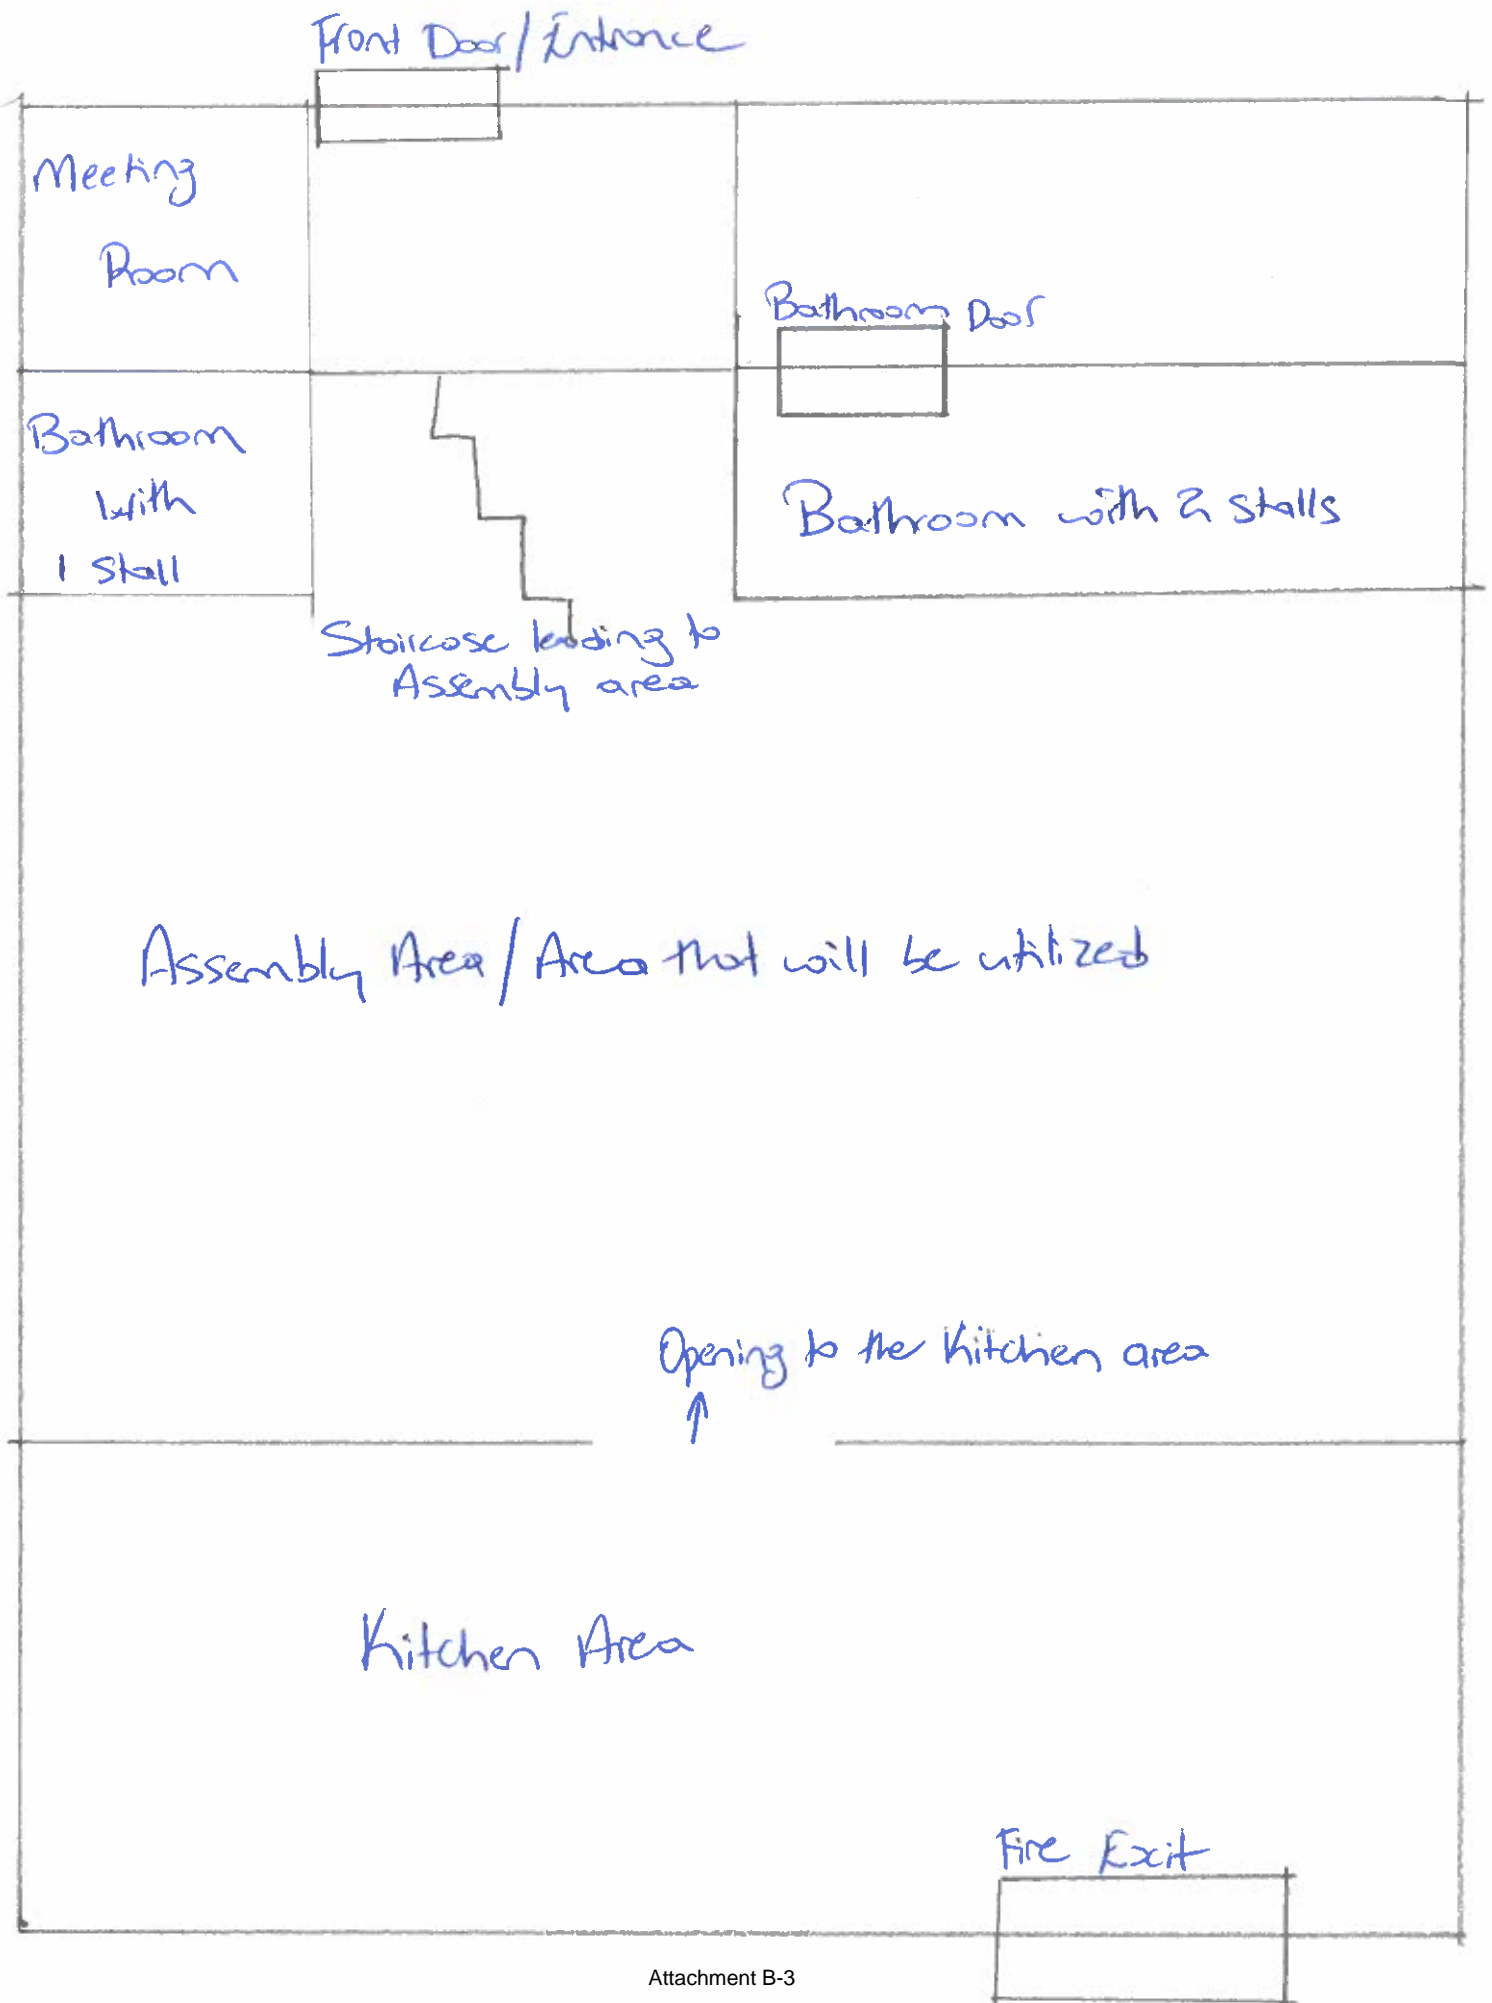 Front Door/Entrance
Meeting
Room
Bathroom Door
Bathroom
with
1 Stall
Bathroom with 2 stalls
Staircase leading to
Assembly area
Assembly Area/Area that will be utilized
Opening to the Kitchen area
Kitchen Area
Fire Exit
Attachment B-3